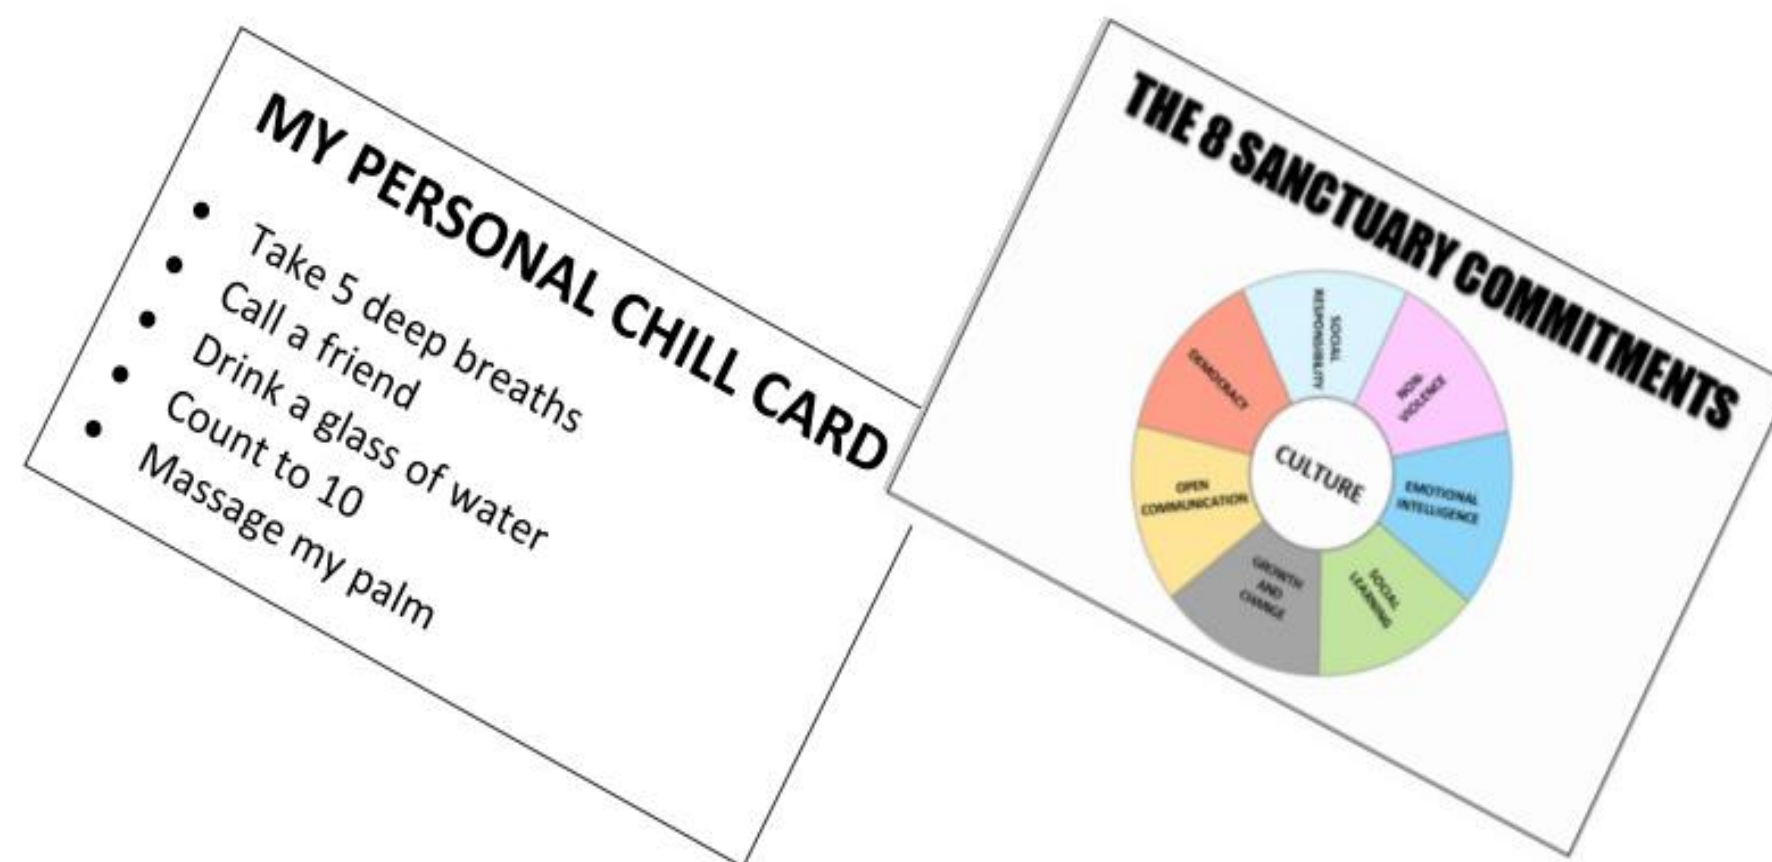 MY PERSONAL CHILL CARD
• Take 5 deep breaths
• Call a friend
• Drink a glass of water
• Count to 10
• Massage my palm
THE 8 SANCTUARY COMMITMENTS
SOCIAL
RESPONSIBILITY
NON-
VIOLENCE
EMOTIONAL
INTELLIGENCE
SOCIAL
LEARNING
GROWTH
AND
CHANGE
OPEN
COMMUNICATION
DEMOCRACY
CULTURE